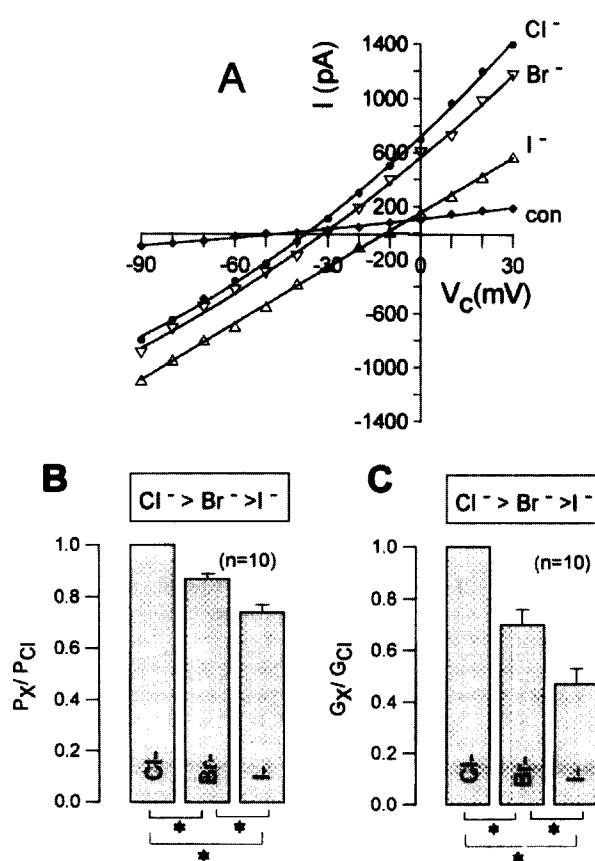 A
I (pA)
1400
1000
600
200
-200
-600
-1000
-1400
-90
-60
-30
0
30
V_C(mV)
Cl⁻
Br⁻
I⁻
con
B
Cl⁻ > Br⁻ >I⁻
(n=10)
P_X/ P_Cl
1.0
0.8
0.6
0.4
0.2
0.0
Cl⁻
Br⁻
I⁻
*
*
*
C
Cl⁻ > Br⁻ >I⁻
(n=10)
G_X/ G_Cl
1.0
0.8
0.6
0.4
0.2
0.0
Cl⁻
Br⁻
I⁻
*
*
*